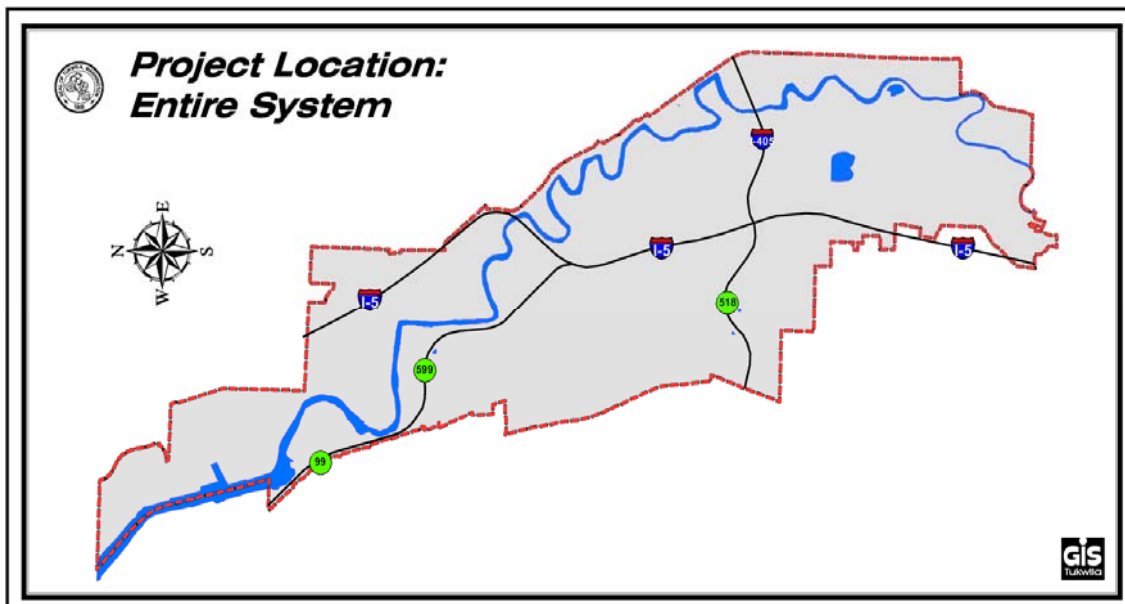 Project Location:
Entire System
E
N
S
W
I-405
I-5
I-5
I-5
518
599
99
GIS
Tukwila